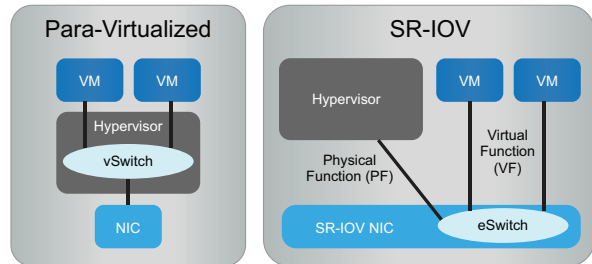 Para-Virtualized
VM
VM
Hypervisor
vSwitch
NIC
SR-IOV
Hypervisor
VM
VM
Physical
Function (PF)
Virtual
Function
(VF)
SR-IOV NIC
eSwitch